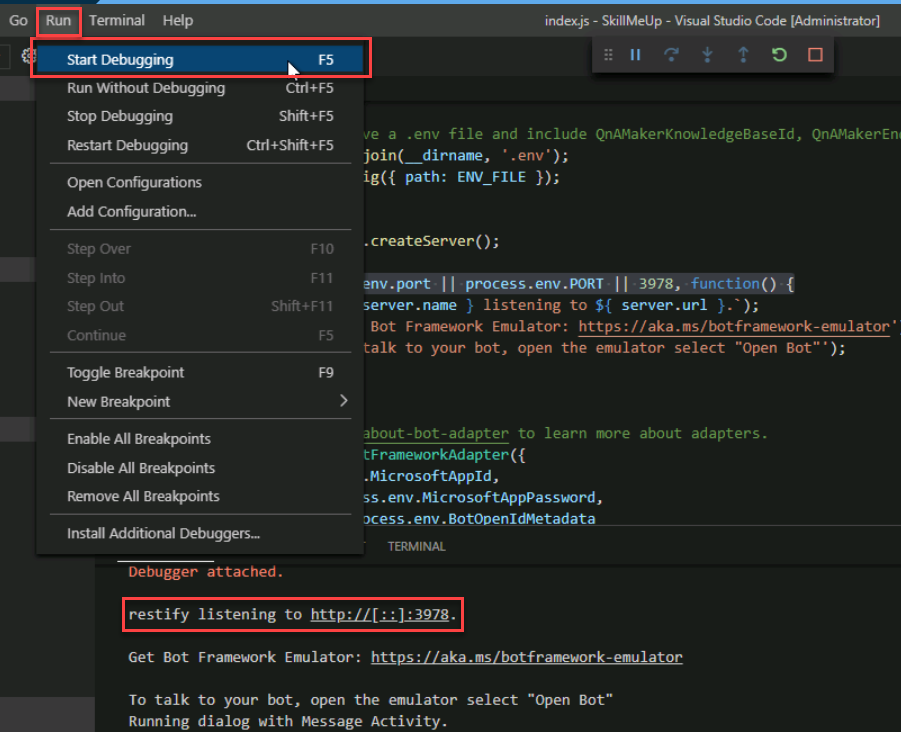 Go Run Terminal Help index.js - SkillMeUp - Visual Studio Code [Administrator]
Start Debugging F5
Run Without Debugging Ctrl+F5
Stop Debugging Shift+F5
Restart Debugging Ctrl+Shift+F5
Open Configurations
Add Configuration...
Step Over F10
Step Into F11
Step Out Shift+F11
Continue F5
Toggle Breakpoint F9
New Breakpoint
Enable All Breakpoints
Disable All Breakpoints
Remove All Breakpoints
Install Additional Debuggers...
ve a .env file and include QnAMakerKnowledgeBaseId, QnAMakerEn
join(__dirname, '.env');
ig({ path: ENV_FILE });
.createServer();
env.port || process.env.PORT || 3978, function() {
server.name } listening to ${ server.url }.`);
Bot Framework Emulator: https://aka.ms/botframework-emulator'
talk to your bot, open the emulator select "Open Bot"');
about-bot-adapter to learn more about adapters.
tFrameworkAdapter({
.MicrosoftAppId,
ss.env.MicrosoftAppPassword,
ocess.env.BotOpenIdMetadata
TERMINAL
Debugger attached.
restify listening to http://[::]:3978.
Get Bot Framework Emulator: https://aka.ms/botframework-emulator
To talk to your bot, open the emulator select "Open Bot"
Running dialog with Message Activity.